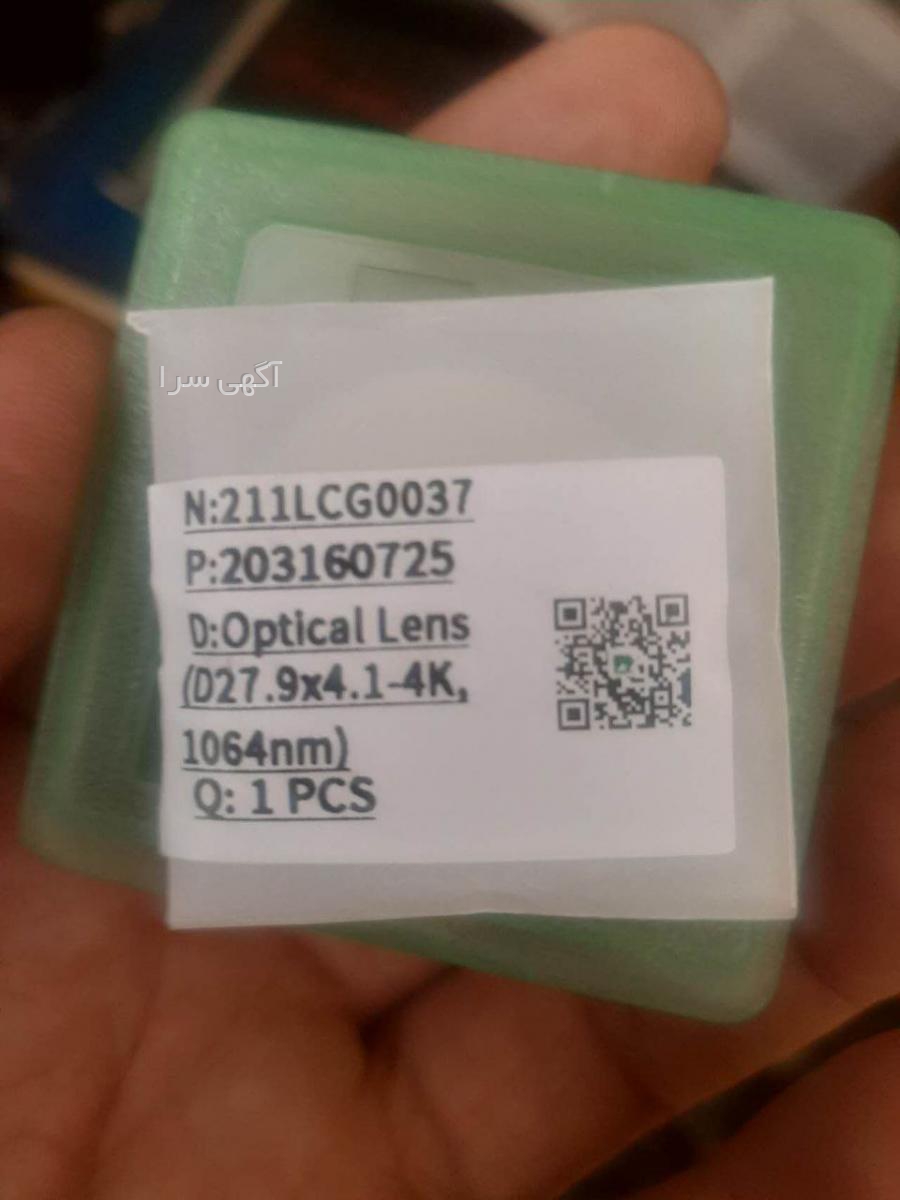 آگهی سرا
N:211LCG0037
P:203160725
D:Optical Lens
(D27.9x4.1-4K,
1064nm)
Q: 1 PCS